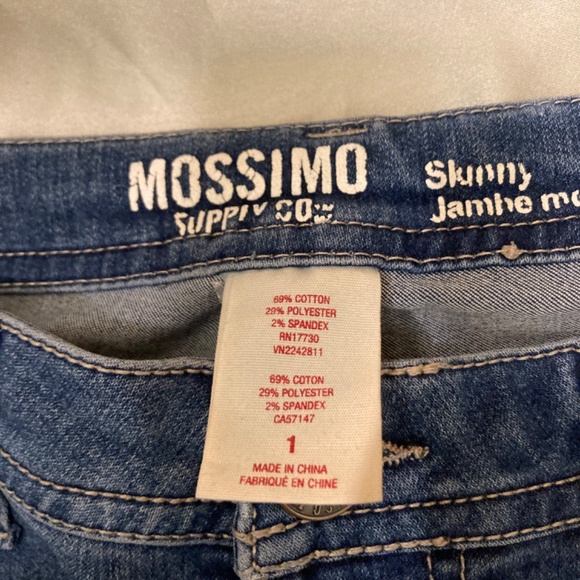 MOSSIMO
SUPPLY CO
Skinny
Jambe mo
69% COTTON
29% POLYESTER
2% SPANDEX
RN17730
VN2242811
69% COTON
29% POLYESTER
2% SPANDEX
CA57147
1
MADE IN CHINA
FABRIQUÉ EN CHINE